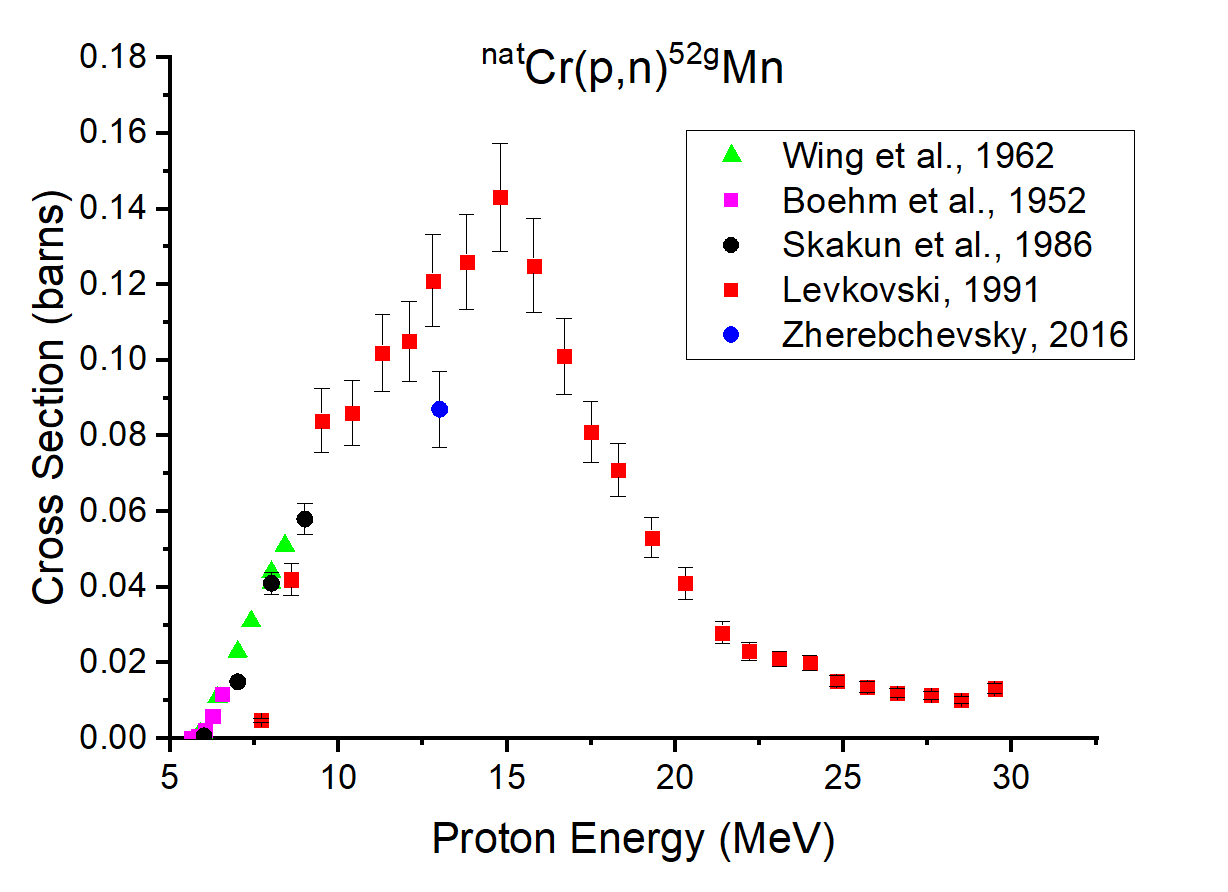 natCr(p,n)52gMn
0.18
0.16
0.14
0.12
0.10
0.08
0.06
0.04
0.02
0.00
Cross Section (barns)
Wing et al., 1962
Boehm et al., 1952
Skakun et al., 1986
Levkovski, 1991
Zherebchevsky, 2016
5 10 15 20 25 30
Proton Energy (MeV)